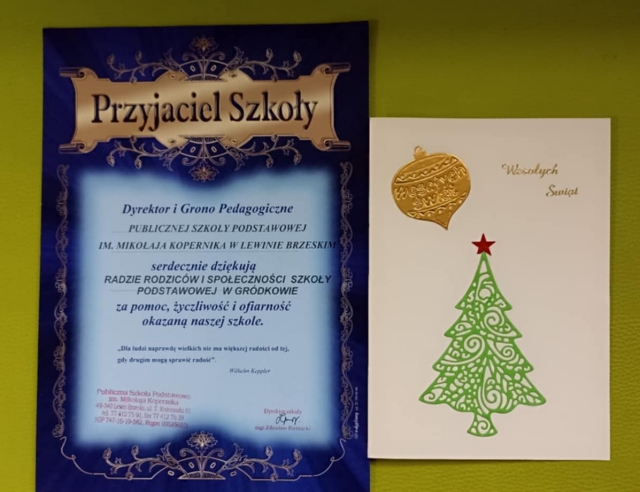 Przyjaciel Szkoły
Dyrektor i Grono Pedagogiczne
PUBLICZNEJ SZKOŁY PODSTAWOWEJ
IM. MIKOŁAJA KOPERNIKA W LEWINIE BRZESKIM
serdecznie dziękują
RADZIE RODZICÓW I SPOŁECZNOŚCI SZKOŁY
PODSTAWOWEJ W GRÓDKOWIE
za pomoc, życzliwość i ofiarność
okazaną naszej szkole.
„Dla ludzi naprawdę wielkich nie ma większej radości od tej,
gdy drugim mogą sprawić radość”.
Wilhelm Keppler
Publiczna Szkoła Podstawowa
im. Mikołaja Kopernika
Dyrektor szkoły
mgr Zdzisław
Wesołych
Świąt